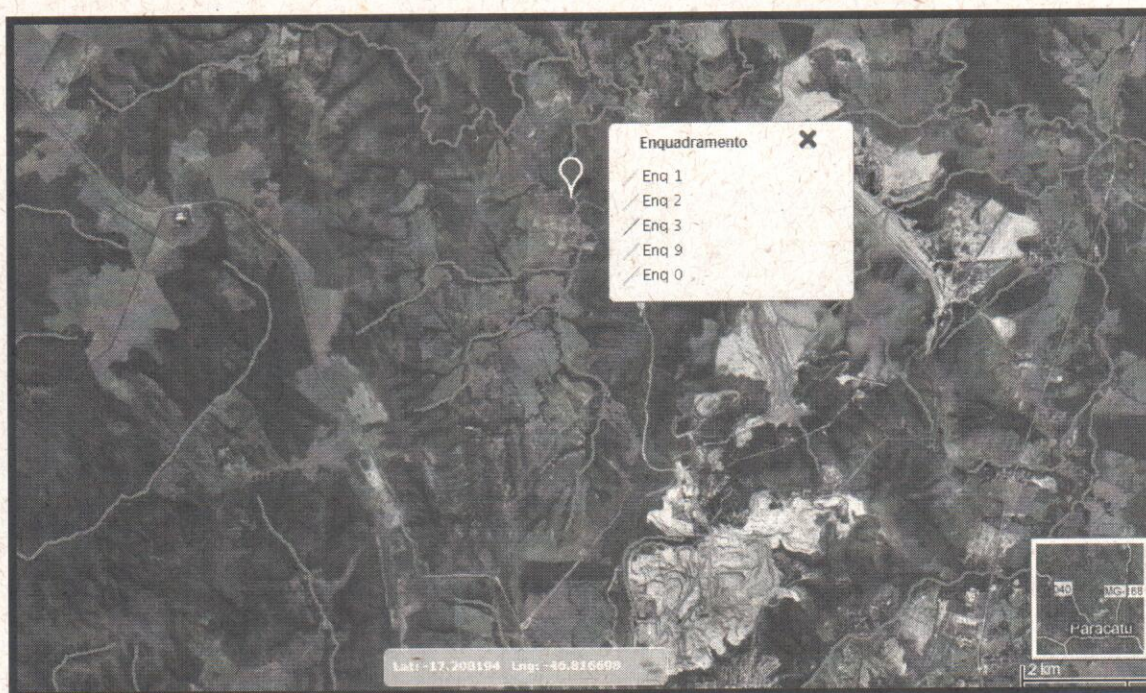 Enquadramento
Enq 1
Enq 2
Enq 3
Enq 9
Enq 0
040
MG-188
Paracatu
Lat: -17.208194 Lng: -46.816698
2 km